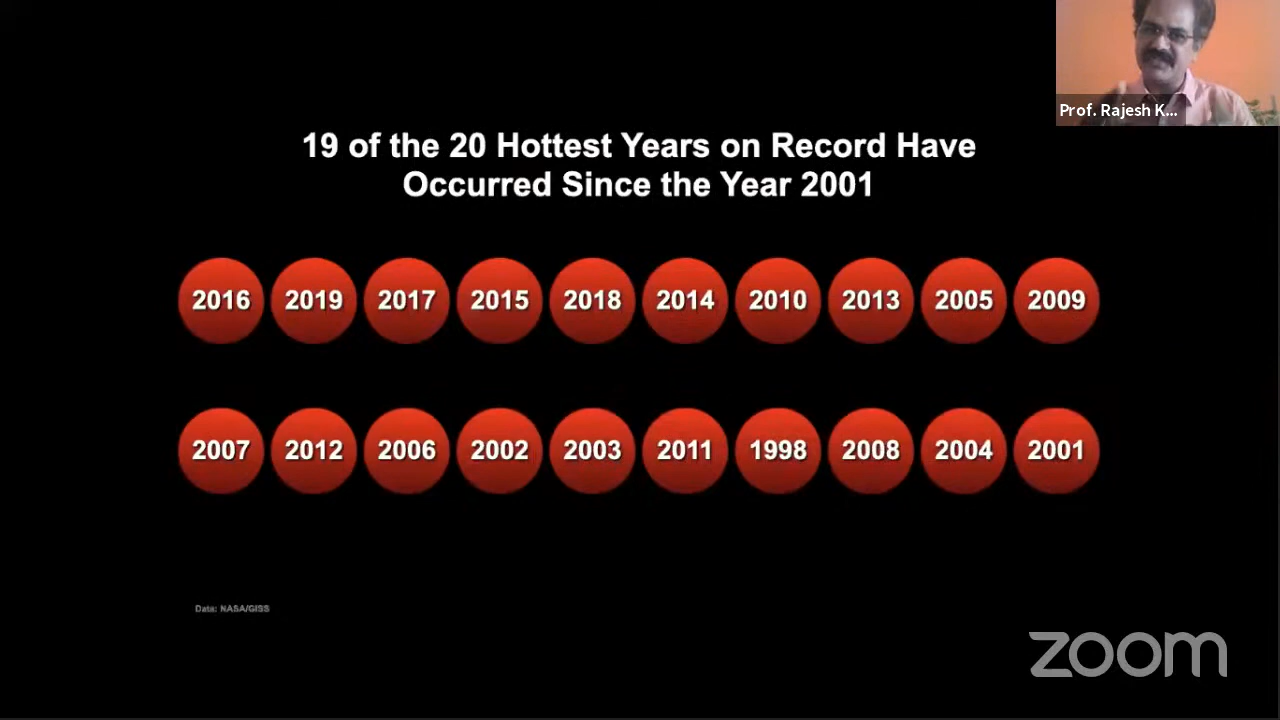 Prof. Rajesh K...
19 of the 20 Hottest Years on Record Have
Occurred Since the Year 2001
2016 2019 2017 2015 2018 2014 2010 2013 2005 2009
2007 2012 2006 2002 2003 2011 1998 2008 2004 2001
Data: NASA/GISS
zoom